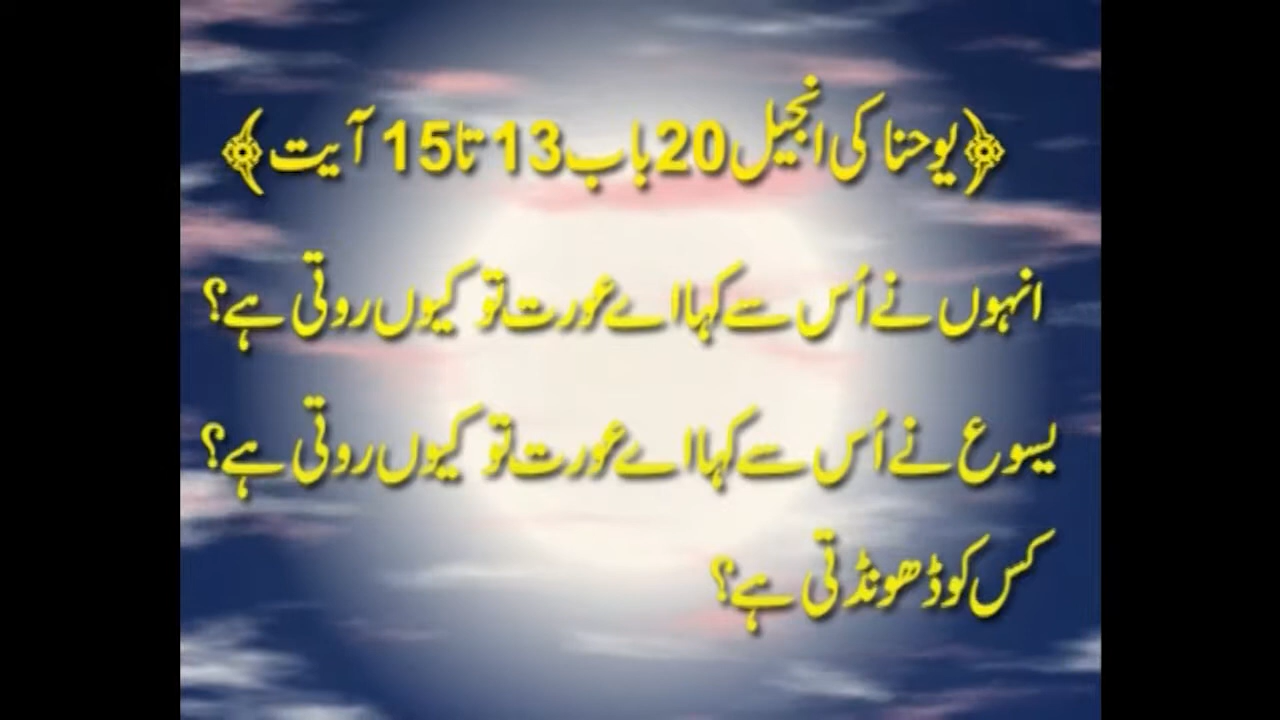 ﴿یوحنا کی انجیل 20 باب 13 تا 15 آیت﴾
انہوں نے اُس سے کہا اے عورت تو کیوں روتی ہے؟
یسوع نے اُس سے کہا اے عورت تو کیوں روتی ہے؟
کس کو ڈھونڈتی ہے؟